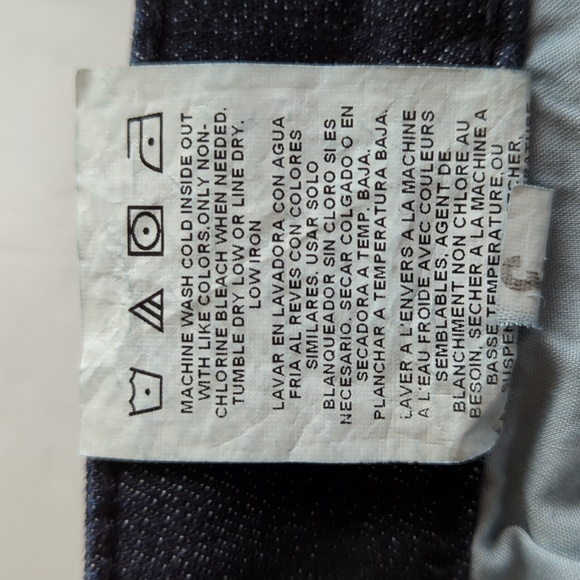 MACHINE WASH COLD INSIDE OUT
WITH LIKE COLORS.ONLY NON-
CHLORINE BLEACH WHEN NEEDED.
TUMBLE DRY LOW OR LINE DRY.
LOW IRON
LAVAR EN LAVADORA CON AGUA
FRIA AL REVES CON COLORES
SIMILARES. USAR SOLO
BLANQUEADOR SIN CLORO SI ES
NECESARIO. SECAR COLGADO O EN
SECADORA A TEMP. BAJA.
PLANCHAR A TEMPERATURA BAJA.
LAVER A L'ENVERS A LA MACHINE
A L'EAU FROIDE AVEC COULEURS
SEMBLABLES. AGENT DE
BLANCHIMENT NON CHLORE AU
BESOIN, SECHER A LA MACHINE A
BASSE TEMPERATURE OU